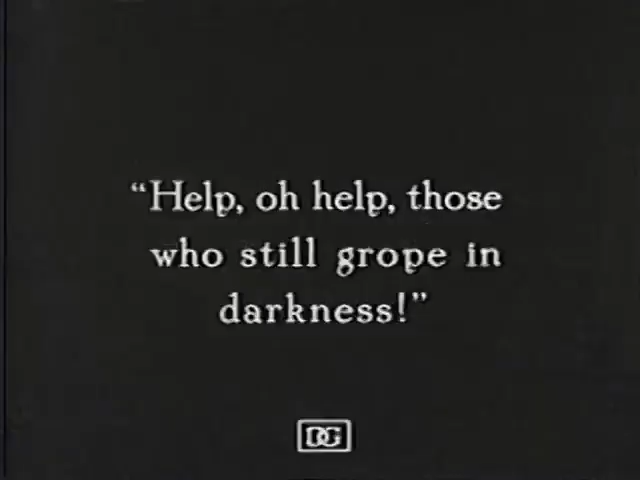 “Help, oh help, those
who still grope in
darkness!”
DG